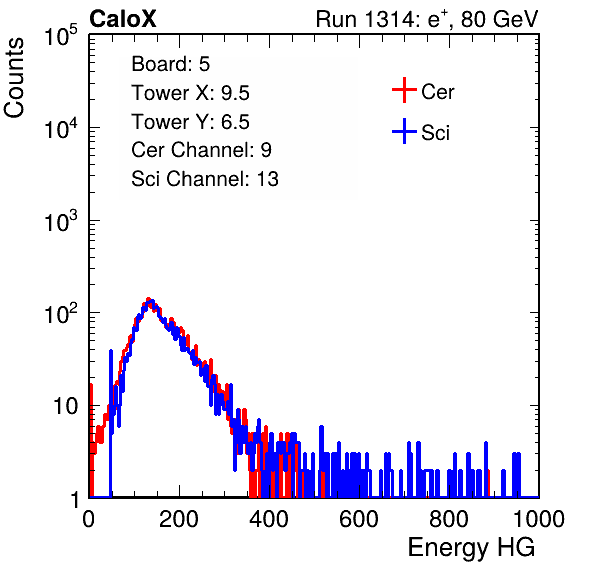 CaloX Run 1314: e⁺, 80 GeV
Counts
10⁵
10⁴
10³
10²
10
1
Board: 5
Tower X: 9.5
Tower Y: 6.5
Cer Channel: 9
Sci Channel: 13
Cer
Sci
0 200 400 600 800 1000
Energy HG